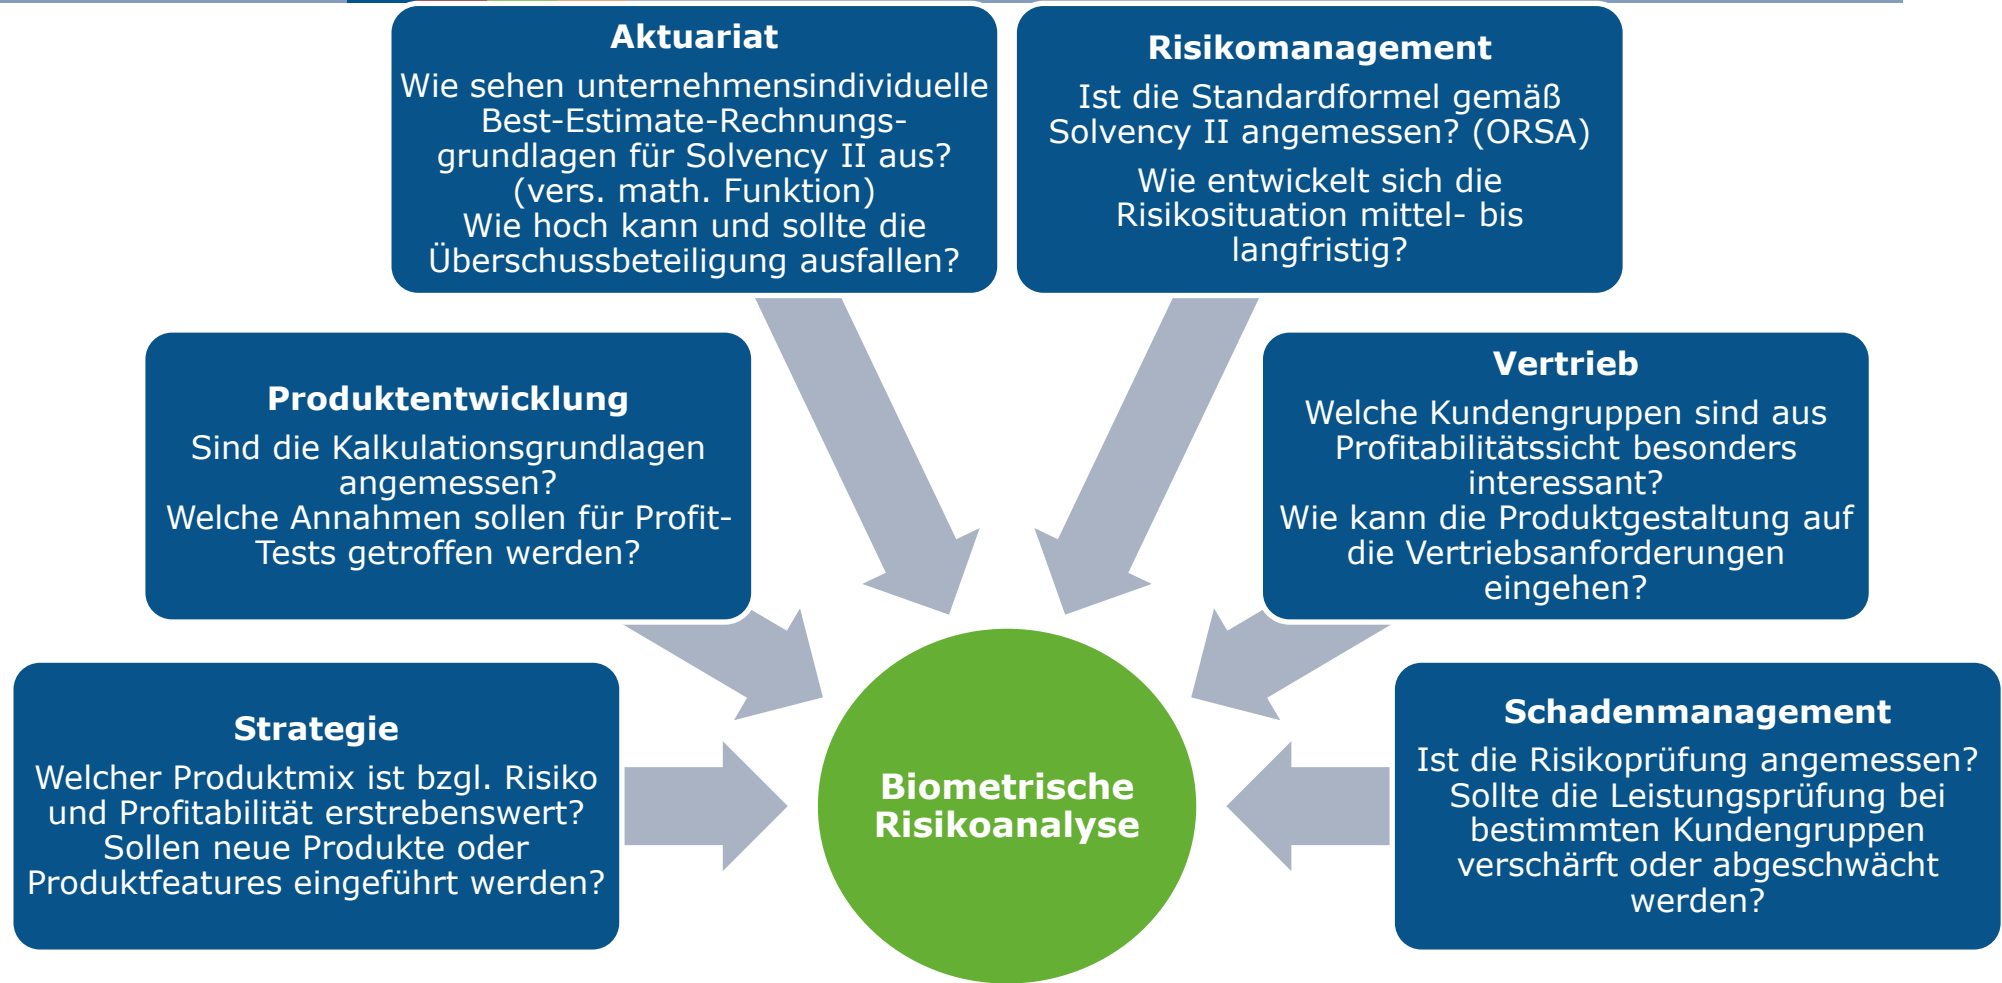 Aktuariat
Wie sehen unternehmensindividuelle
Best-Estimate-Rechnungs-
grundlagen für Solvency II aus?
(vers. math. Funktion)
Wie hoch kann und sollte die
Überschussbeteiligung ausfallen?
Risikomanagement
Ist die Standardformel gemäß
Solvency II angemessen? (ORSA)
Wie entwickelt sich die
Risikosituation mittel- bis
langfristig?
Produktentwicklung
Sind die Kalkulationsgrundlagen
angemessen?
Welche Annahmen sollen für Profit-
Tests getroffen werden?
Vertrieb
Welche Kundengruppen sind aus
Profitabilitätssicht besonders
interessant?
Wie kann die Produktgestaltung auf
die Vertriebsanforderungen
eingehen?
Strategie
Welcher Produktmix ist bzgl. Risiko
und Profitabilität erstrebenswert?
Sollen neue Produkte oder
Produktfeatures eingeführt werden?
Biometrische
Risikoanalyse
Schadenmanagement
Ist die Risikoprüfung angemessen?
Sollte die Leistungsprüfung bei
bestimmten Kundengruppen
verschärft oder abgeschwächt
werden?